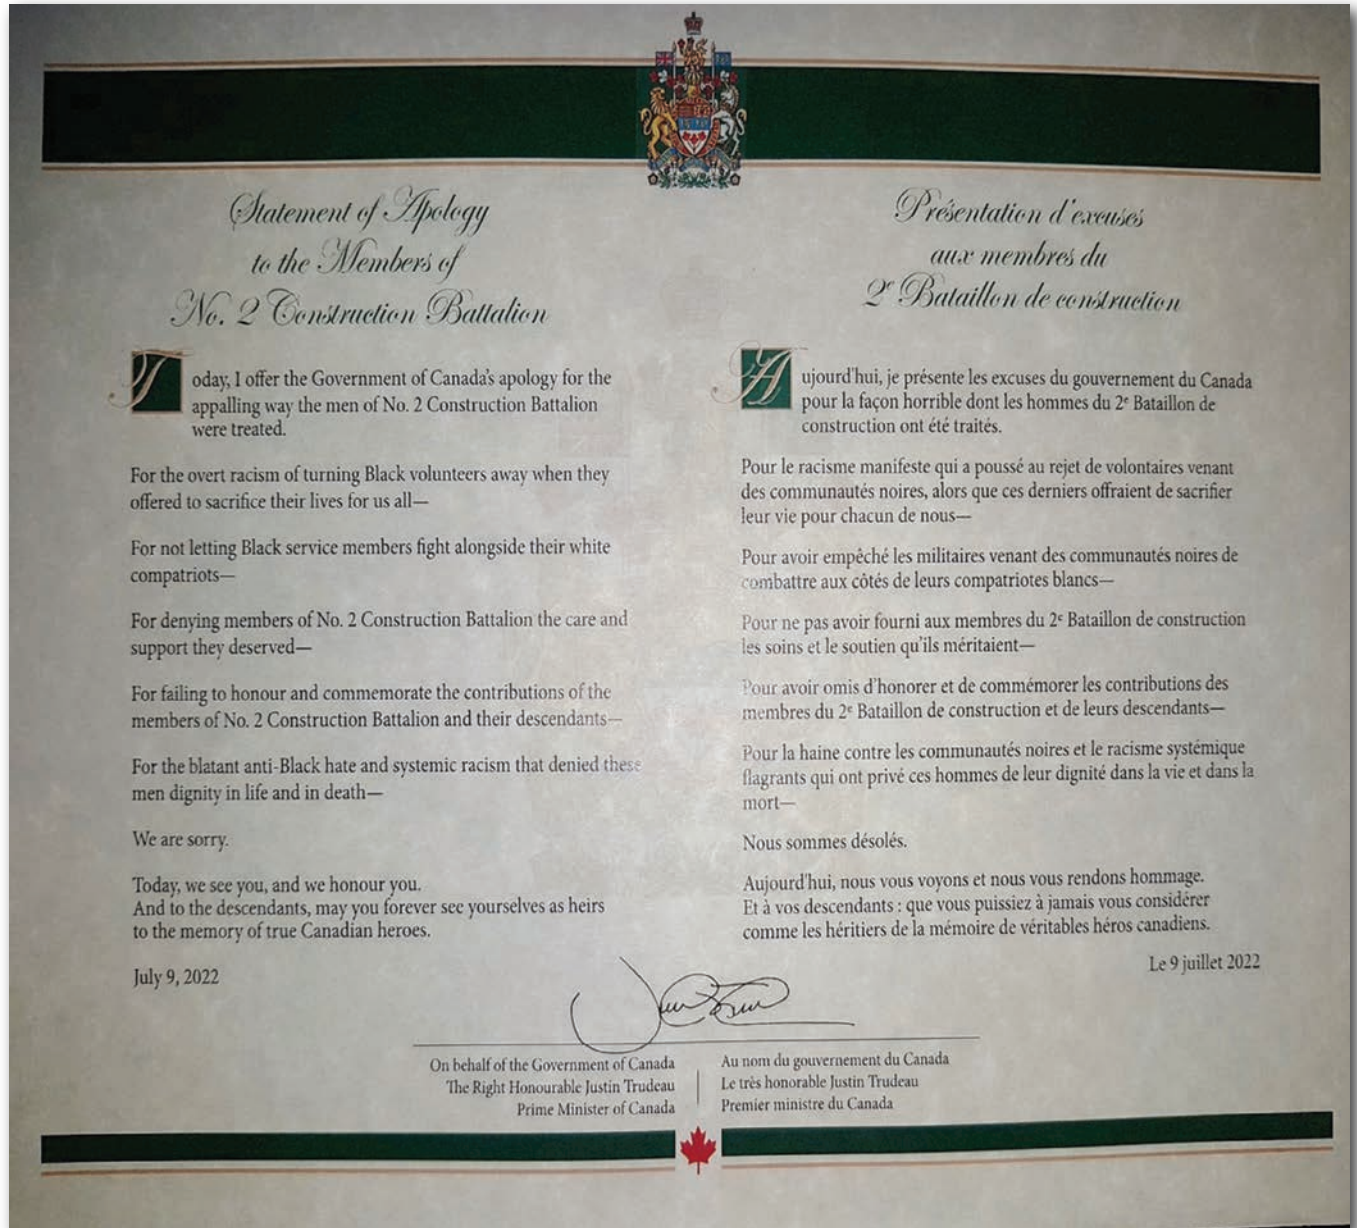 Statement of Apology
to the Members of
No. 2 Construction Battalion
Today, I offer the Government of Canada's apology for the
appalling way the men of No. 2 Construction Battalion
were treated.
For the overt racism of turning Black volunteers away when they
offered to sacrifice their lives for us all—
For not letting Black service members fight alongside their white
compatriots—
For denying members of No. 2 Construction Battalion the care and
support they deserved—
For failing to honour and commemorate the contributions of the
members of No. 2 Construction Battalion and their descendants—
For the blatant anti-Black hate and systemic racism that denied these
men dignity in life and in death—
We are sorry.
Today, we see you, and we honour you.
And to the descendants, may you forever see yourselves as heirs
to the memory of true Canadian heroes.
July 9, 2022
Présentation d'excuses
aux membres du
2e Bataillon de construction
Aujourd'hui, je présente les excuses du gouvernement du Canada
pour la façon horrible dont les hommes du 2e Bataillon de
construction ont été traités.
Pour le racisme manifeste qui a poussé au rejet de volontaires venant
des communautés noires, alors que ces derniers offraient de sacrifier
leur vie pour chacun de nous—
Pour avoir empêché les militaires venant des communautés noires de
combattre aux côtés de leurs compatriotes blancs—
Pour ne pas avoir fourni aux membres du 2e Bataillon de construction
les soins et le soutien qu'ils méritaient—
Pour avoir omis d'honorer et de commémorer les contributions des
membres du 2e Bataillon de construction et de leurs descendants—
Pour la haine contre les communautés noires et le racisme systémique
flagrants qui ont privé ces hommes de leur dignité dans la vie et dans la
mort—
Nous sommes désolés.
Aujourd'hui, nous vous voyons et nous vous rendons hommage.
Et à vos descendants : que vous puissiez à jamais vous considérer
comme les héritiers de la mémoire de véritables héros canadiens.
Le 9 juillet 2022
On behalf of the Government of Canada
The Right Honourable Justin Trudeau
Prime Minister of Canada
Au nom du gouvernement du Canada
Le très honorable Justin Trudeau
Premier ministre du Canada